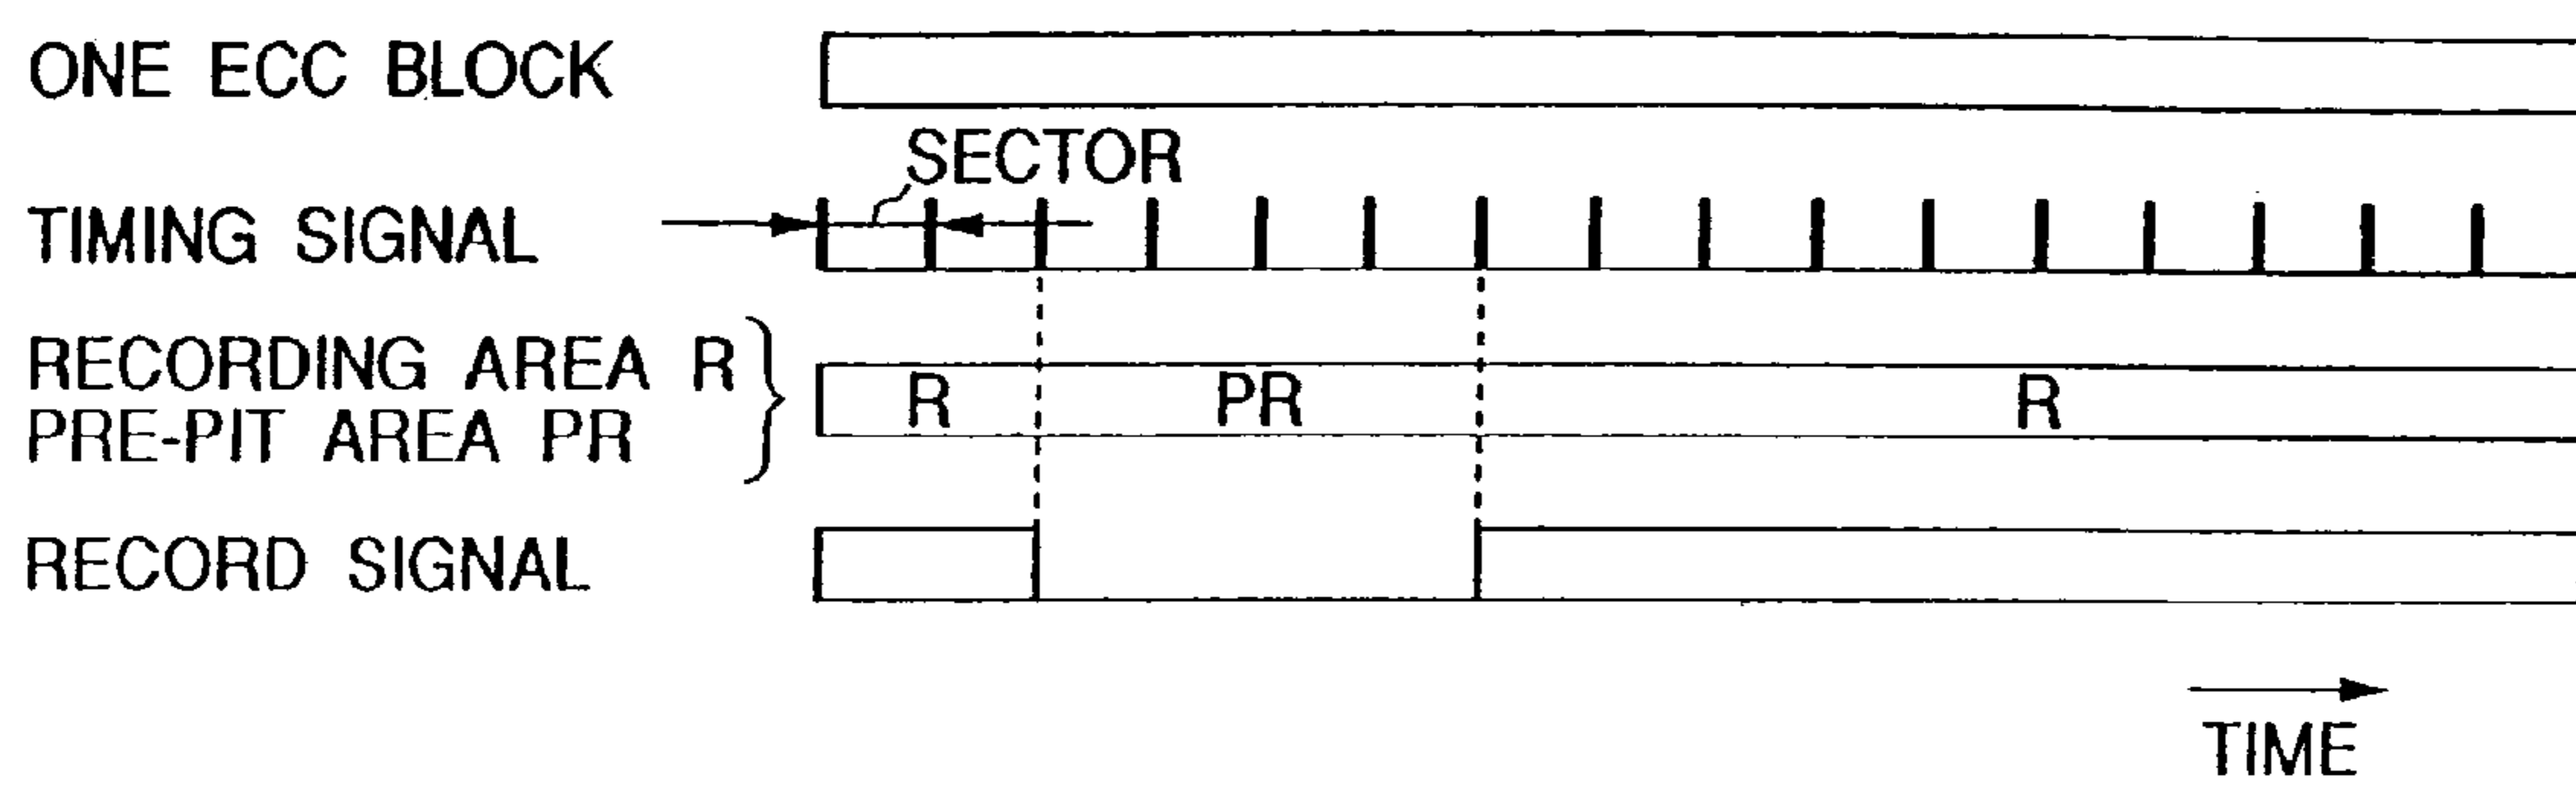 ONE ECC BLOCK
SECTOR
TIMING SIGNAL
RECORDING AREA R
PRE-PIT AREA PR
R PR R
RECORD SIGNAL
TIME